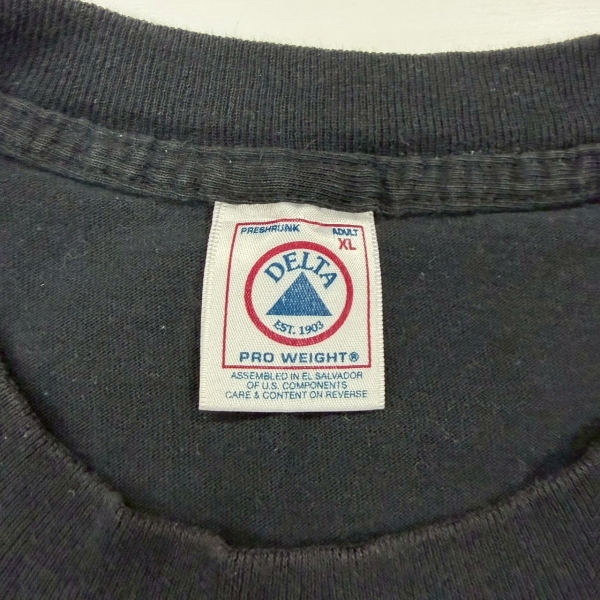 PRESHRUNK ADULT
XL
DELTA
EST. 1903
PRO WEIGHT®
ASSEMBLED IN EL SALVADOR
OF U.S. COMPONENTS
CARE & CONTENT ON REVERSE